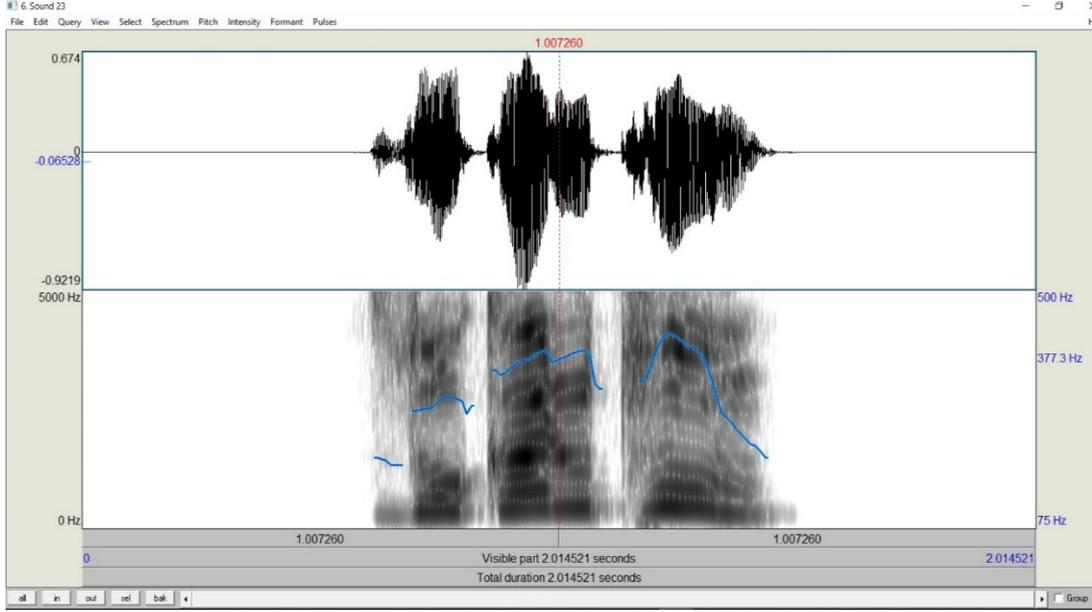 6. Sound 23
File Edit Query View Select Spectrum Pitch Intensity Formant Pulses
1.007260
0.674
0
-0.06528
-0.9219
5000 Hz 500 Hz
377.3 Hz
0 Hz 75 Hz
1.007260 1.007260
0 Visible part 2.014521 seconds 2.014521
Total duration 2.014521 seconds
all in out sel bak Group